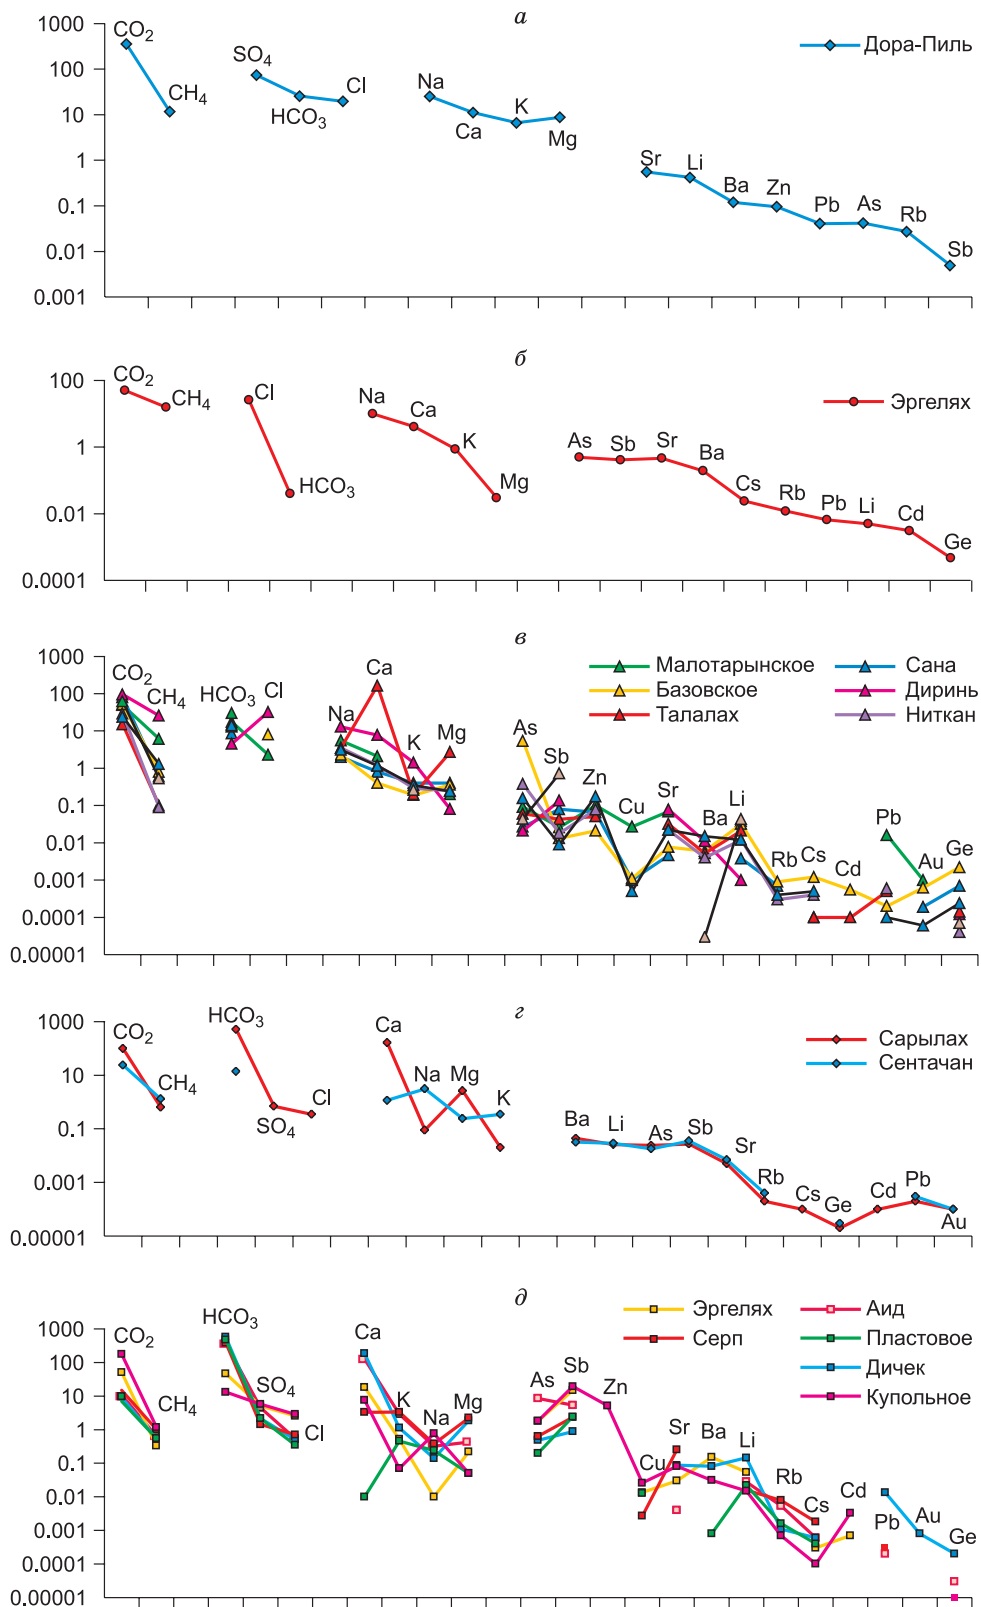 а
1000
100
10
1
0.1
0.01
0.001
CO2
CH4
SO4
HCO3
Cl
Na
Ca
K
Mg
Sr
Li
Ba
Zn
Pb
As
Rb
Sb
Дора-Пиль
б
100
1
0.01
0.0001
CO2
CH4
Cl
HCO3
Na
Ca
K
Mg
As
Sb
Sr
Ba
Cs
Rb
Pb
Li
Cd
Ge
Эргелях
в
1000
100
10
1
0.1
0.01
0.001
0.0001
0.00001
CO2
CH4
HCO3
Cl
Na
Ca
K
Mg
As
Sb
Zn
Cu
Sr
Ba
Li
Rb
Cs
Cd
Pb
Au
Ge
Малотарынское
Базовское
Талалах
Сана
Диринь
Ниткан
г
1000
10
0.1
0.001
0.00001
CO2
CH4
HCO3
SO4
Cl
Ca
Na
Mg
K
Ba
Li
As
Sb
Sr
Rb
Cs
Ge
Cd
Pb
Au
Сарылах
Сентачан
д
1000
100
10
1
0.1
0.01
0.001
0.0001
0.00001
CO2
CH4
HCO3
SO4
Cl
Ca
K
Na
Mg
As
Sb
Zn
Cu
Sr
Ba
Li
Rb
Cs
Cd
Pb
Au
Ge
Эргелях
Серп
Аид
Пластовое
Дичек
Купольное